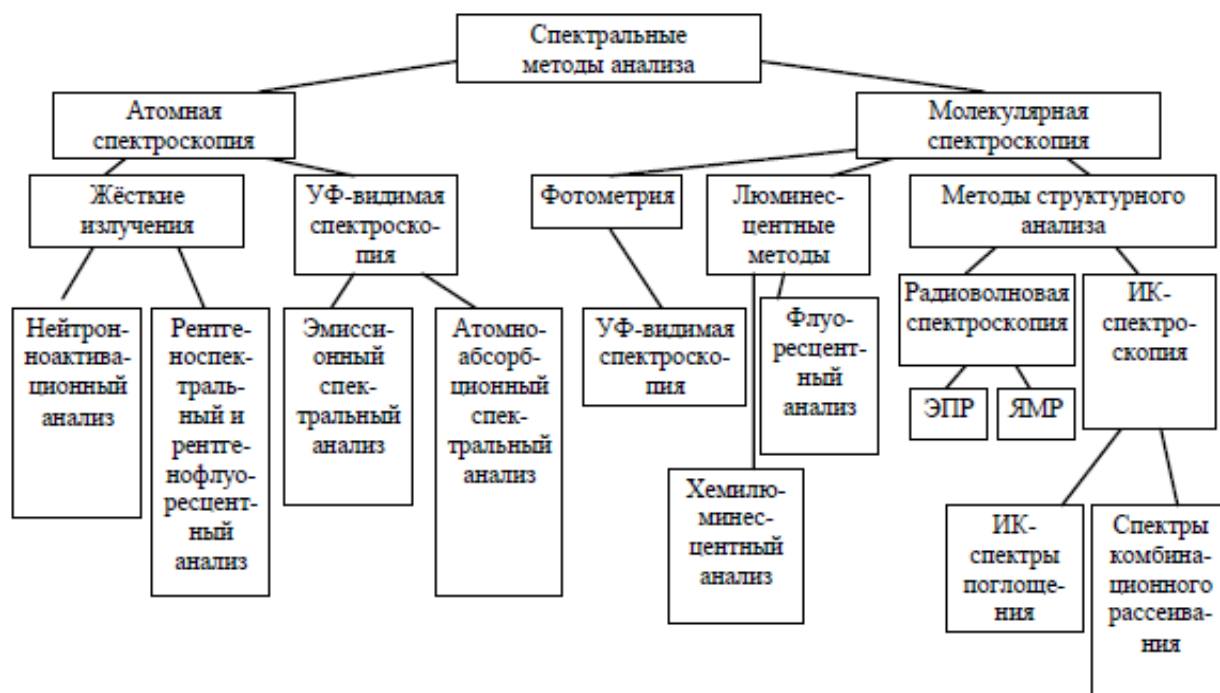 Спектральные
методы анализа
Атомная
спектроскопия
Молекулярная
спектроскопия
Жёсткие
излучения
УФ-видимая
спектроско-
пия
Фотометрия
Люминес-
центные
методы
Методы структурного
анализа
Нейтрон-
ноактива-
ционный
анализ
Рентге-
носпек-
траль-
ный и
рентге-
нофлуо-
ресцент-
ный
анализ
Эмисси-
онный
спек-
тральный
анализ
Атомно-
абсорб-
ционный
спек-
тральный
анализ
УФ-видимая
спектроско-
пия
Флуо-
ресцент-
ный
анализ
Радиоволновая
спектроскопия
ИК-
спектро-
скопия
ЭПР
ЯМР
Хемилю-
минес-
центный
анализ
ИК-
спектры
поглоще-
ния
Спектры
комбина-
ционного
рассеива-
ния